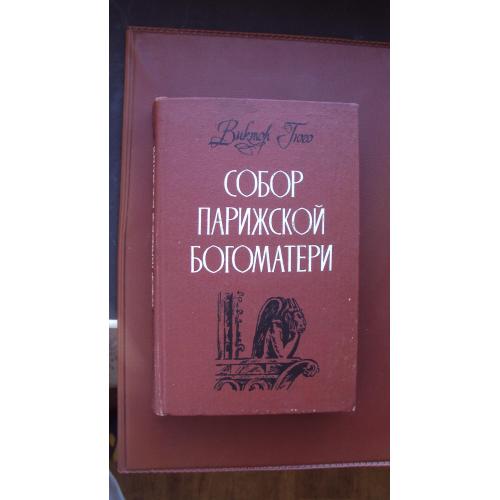 Виктор Гюго
СОБОР
ПАРИЖСКОЙ
БОГОМАТЕРИ